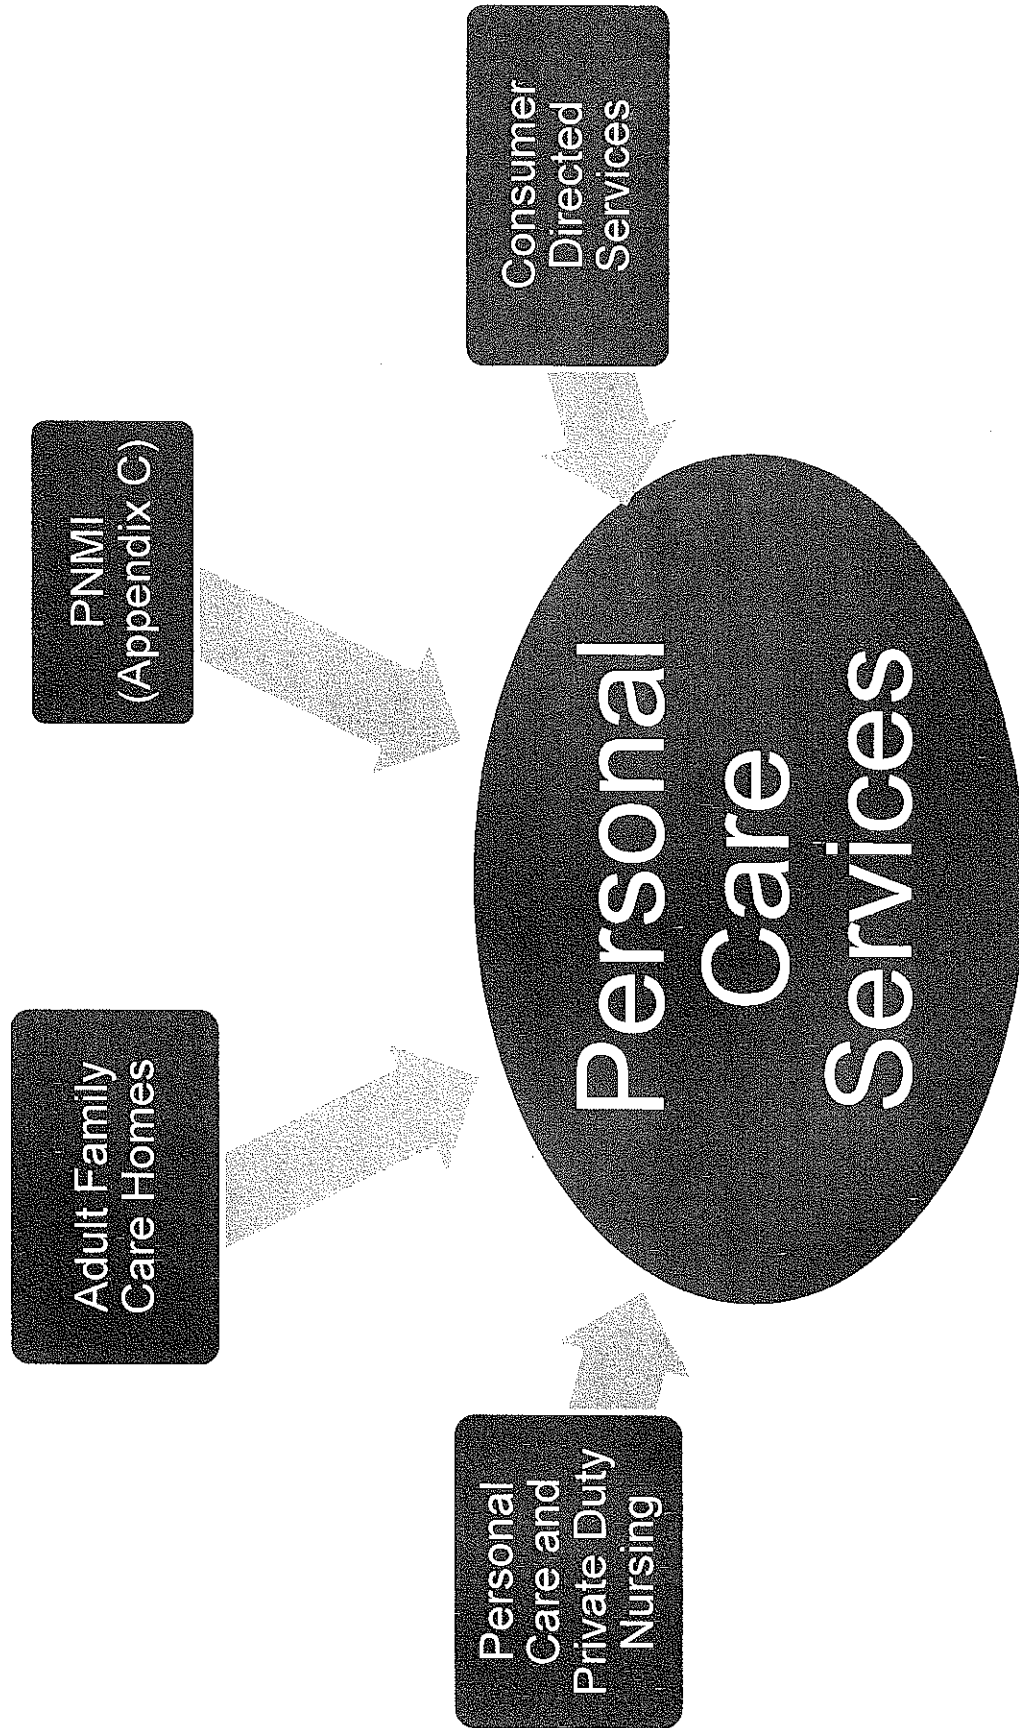 Adult Family
Care Homes
PNMI
(Appendix C)
Personal
Care and
Private Duty
Nursing
Consumer
Directed
Services
Personal
Care
Services